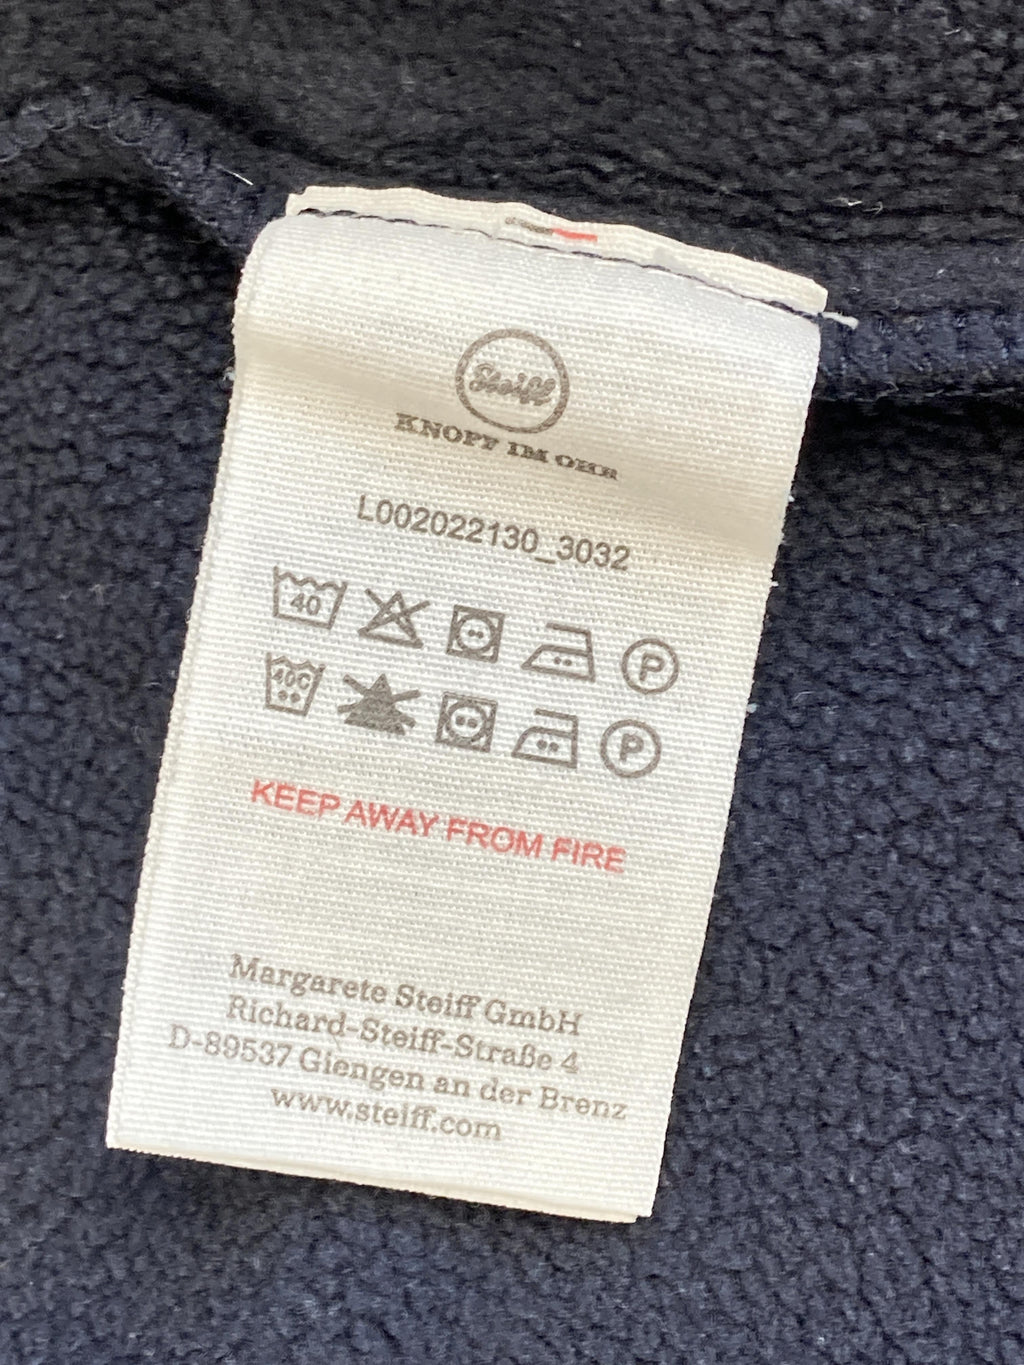 Steiff
KNOPF IM OHR
L002022130_3032
40 P
40C P
KEEP AWAY FROM FIRE
Margarete Steiff GmbH
Richard-Steiff-Straße 4
D-89537 Giengen an der Brenz
www.steiff.com